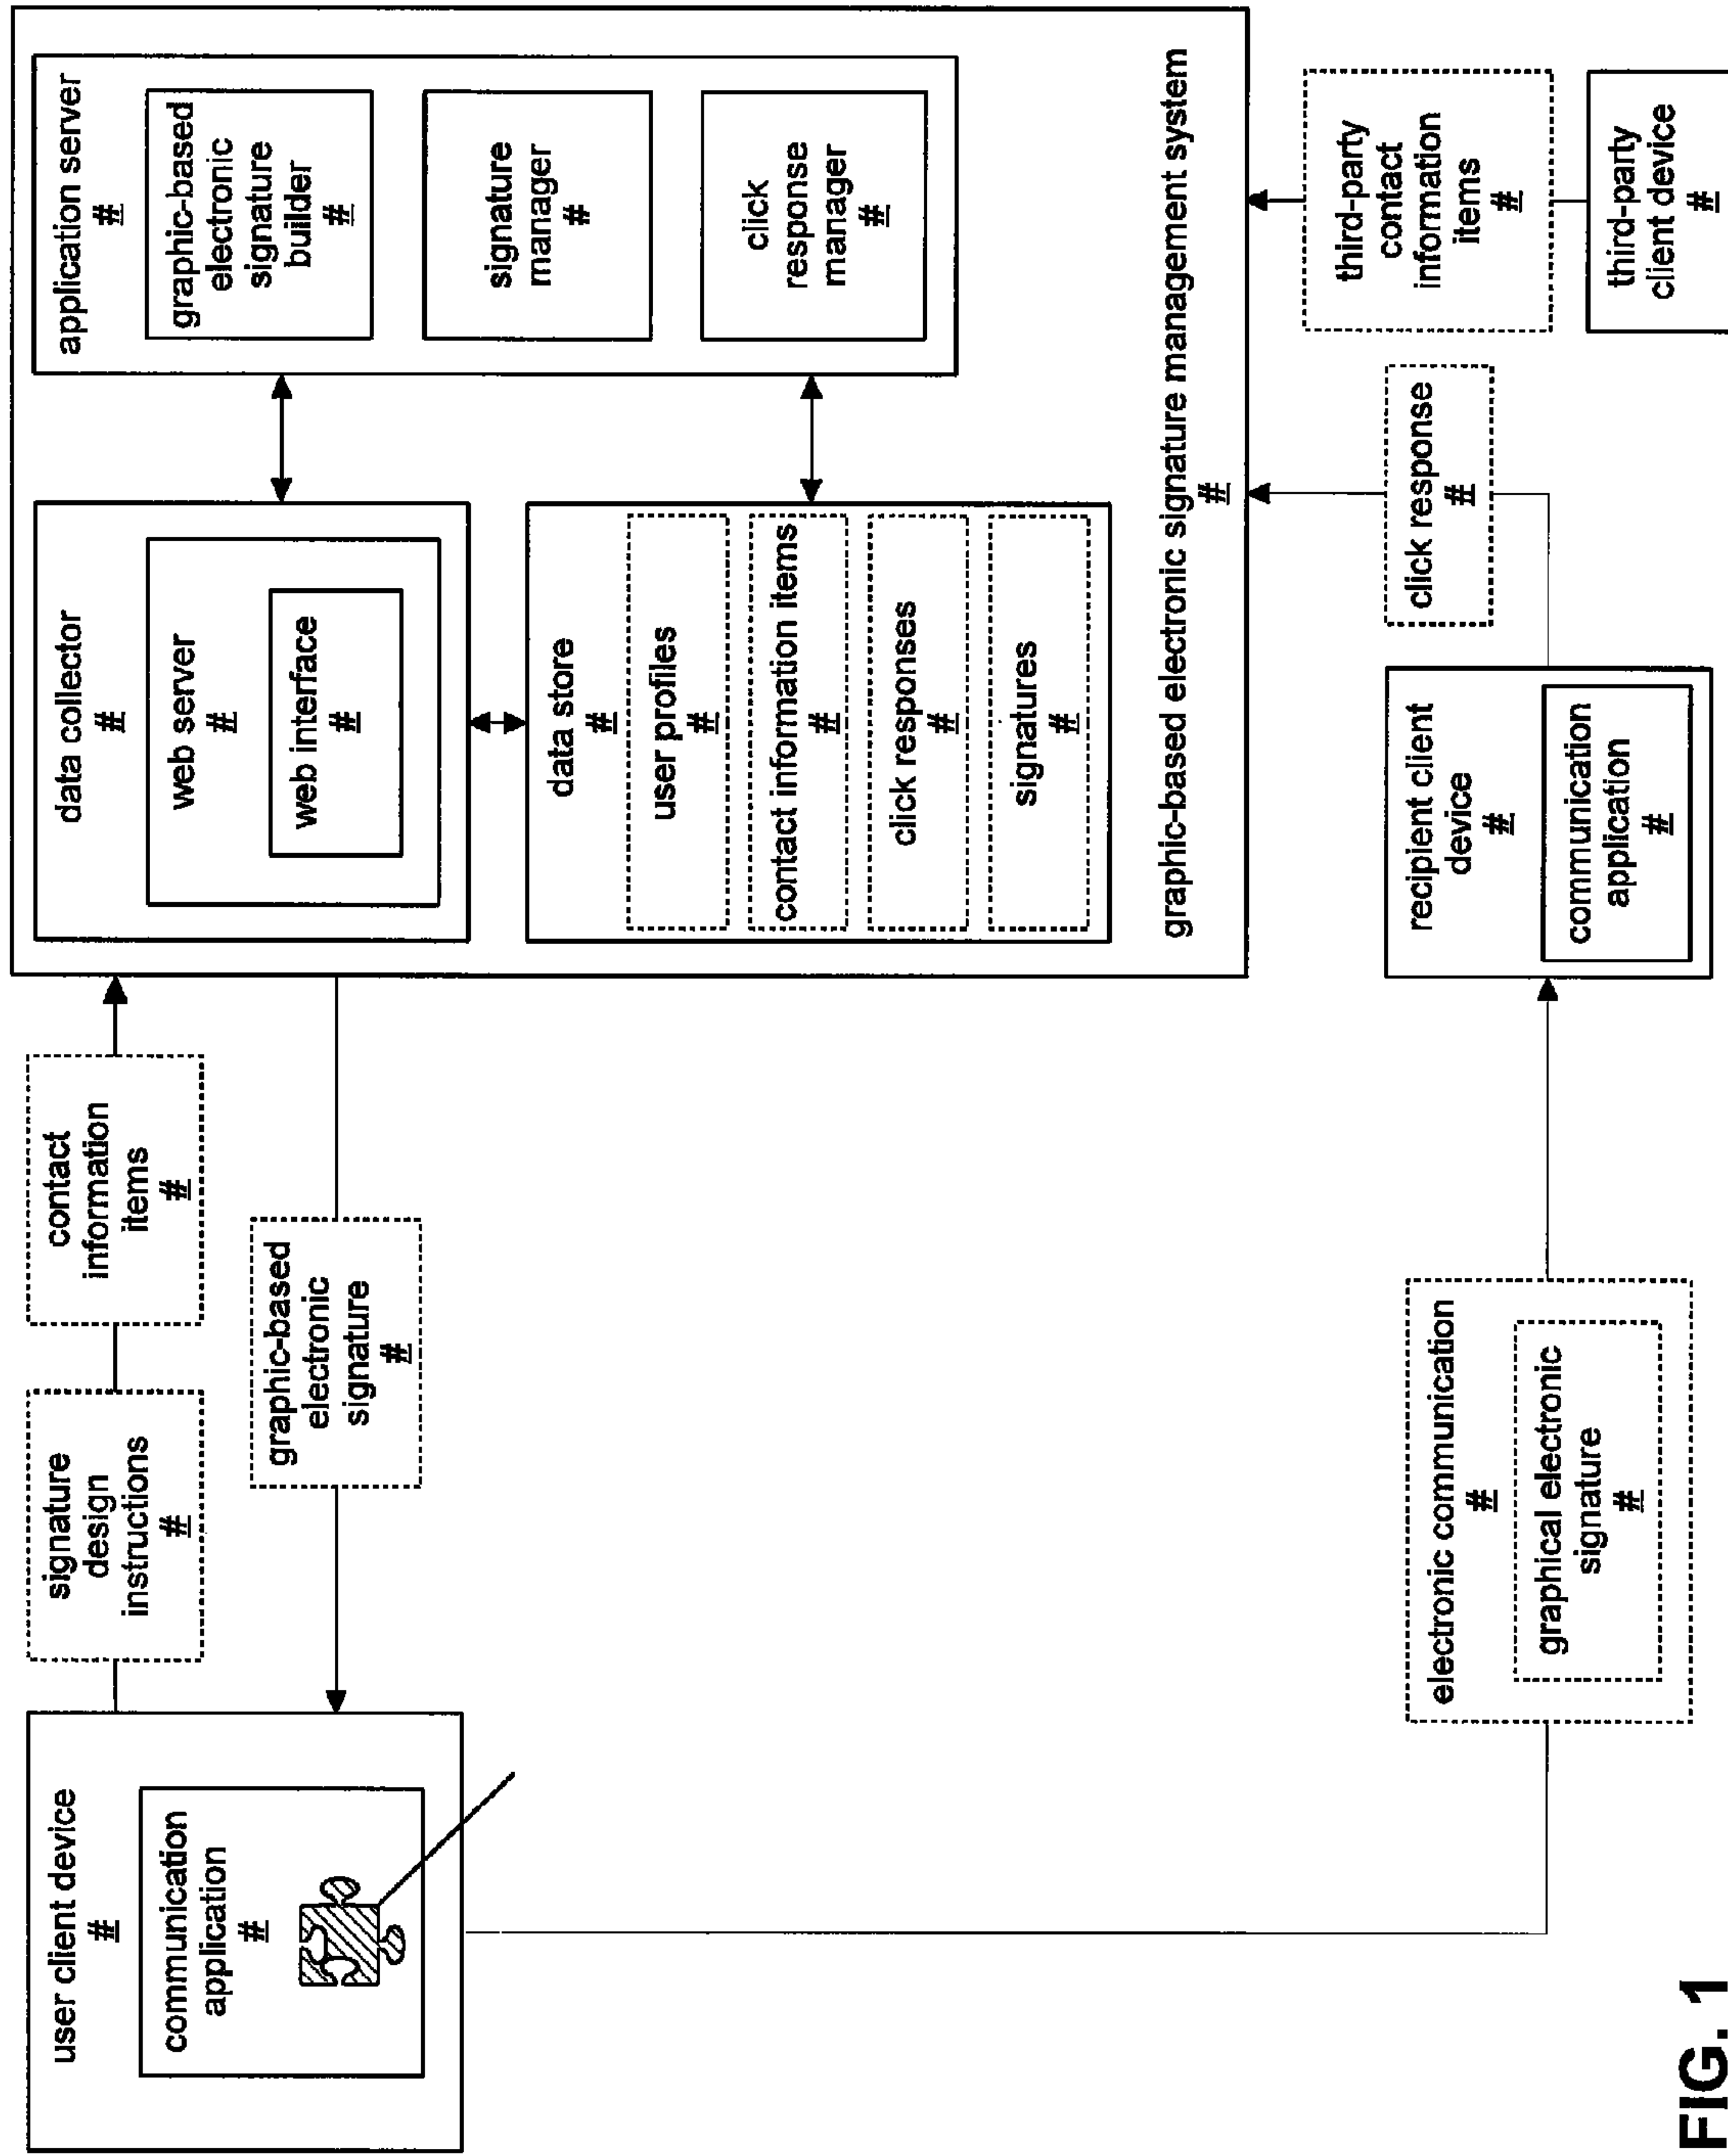 user client device
#
communication
application
#
signature
design
instructions
#
contact
information
items
#
graphic-based
electronic
signature
#
data collector
#
web server
#
web interface
#
data store
#
user profiles
#
contact information items
#
click responses
#
signatures
#
application server
#
graphic-based
electronic
signature
builder
#
signature
manager
#
click
response
manager
#
graphic-based electronic signature management system
#
electronic communication
#
graphical electronic
signature
#
recipient client
device
#
communication
application
#
click response
#
third-party
contact
information
items
#
third-party
client device
#
FIG. 1